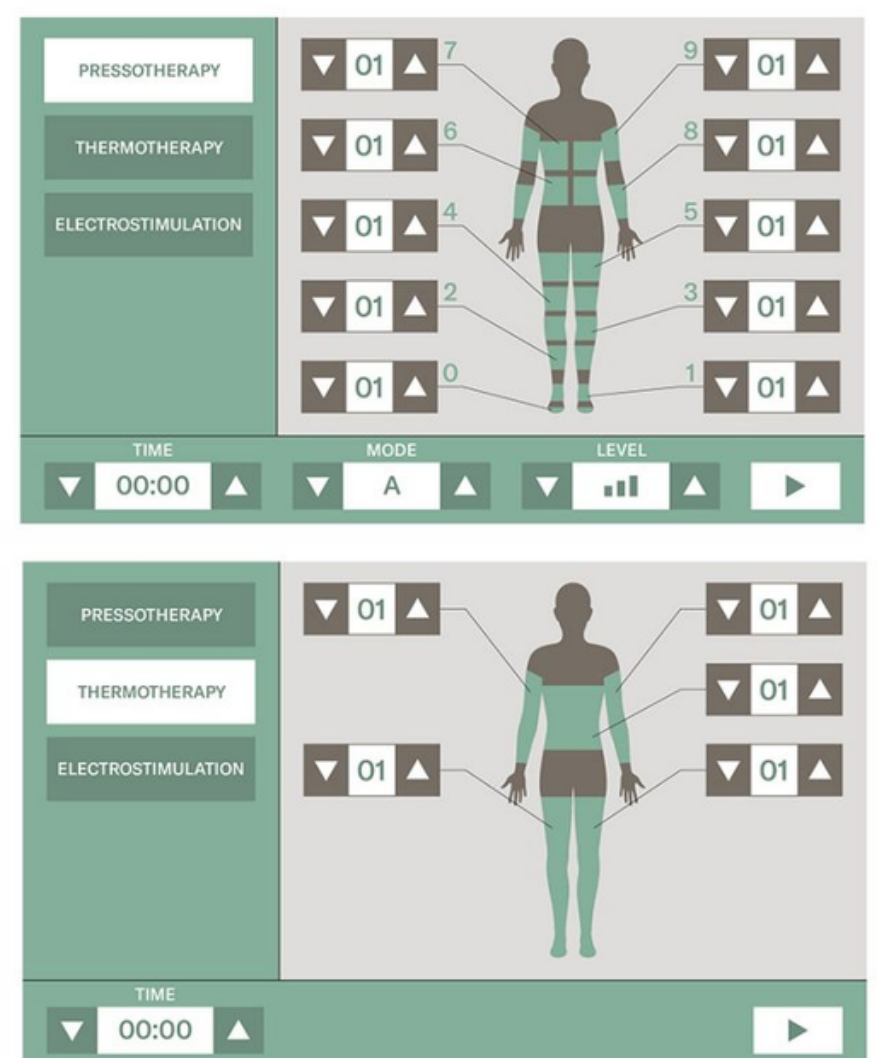 PRESSOTHERAPY
THERMOTHERAPY
ELECTROSTIMULATION
01 7 9 01
01 6 8 01
01 4 5 01
01 2 3 01
01 0 1 01
TIME MODE LEVEL
00:00 A
PRESSOTHERAPY
THERMOTHERAPY
ELECTROSTIMULATION
01 01
01
01 01
TIME
00:00